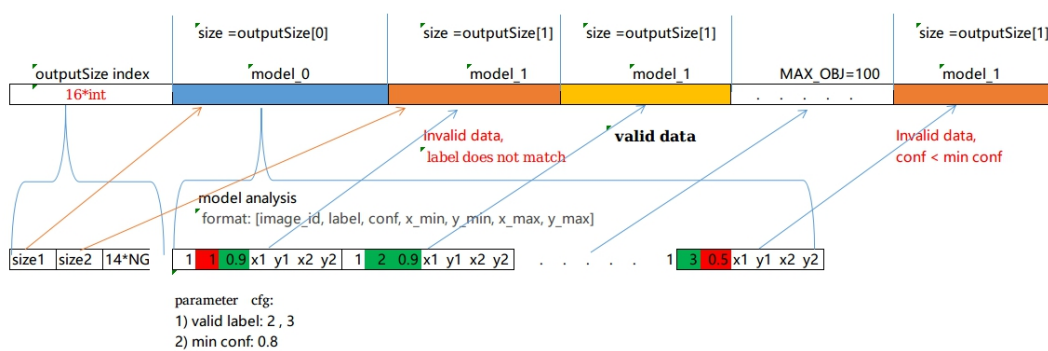 size =outputSize[0]
size =outputSize[1]
size =outputSize[1]
size =outputSize[1]
outputSize index
model_0
model_1
model_1
MAX_OBJ=100
model_1
16*int
. . . . .
Invalid data,
label does not match
valid data
Invalid data,
conf < min conf
model analysis
format: [image_id, label, conf, x_min, y_min, x_max, y_max]
size1 size2 14*NG
1 1 0.9 x1 y1 x2 y2 1 2 0.9 x1 y1 x2 y2 . . . . . 1 3 0.5 x1 y1 x2 y2
parameter cfg:
1) valid label: 2 , 3
2) min conf: 0.8